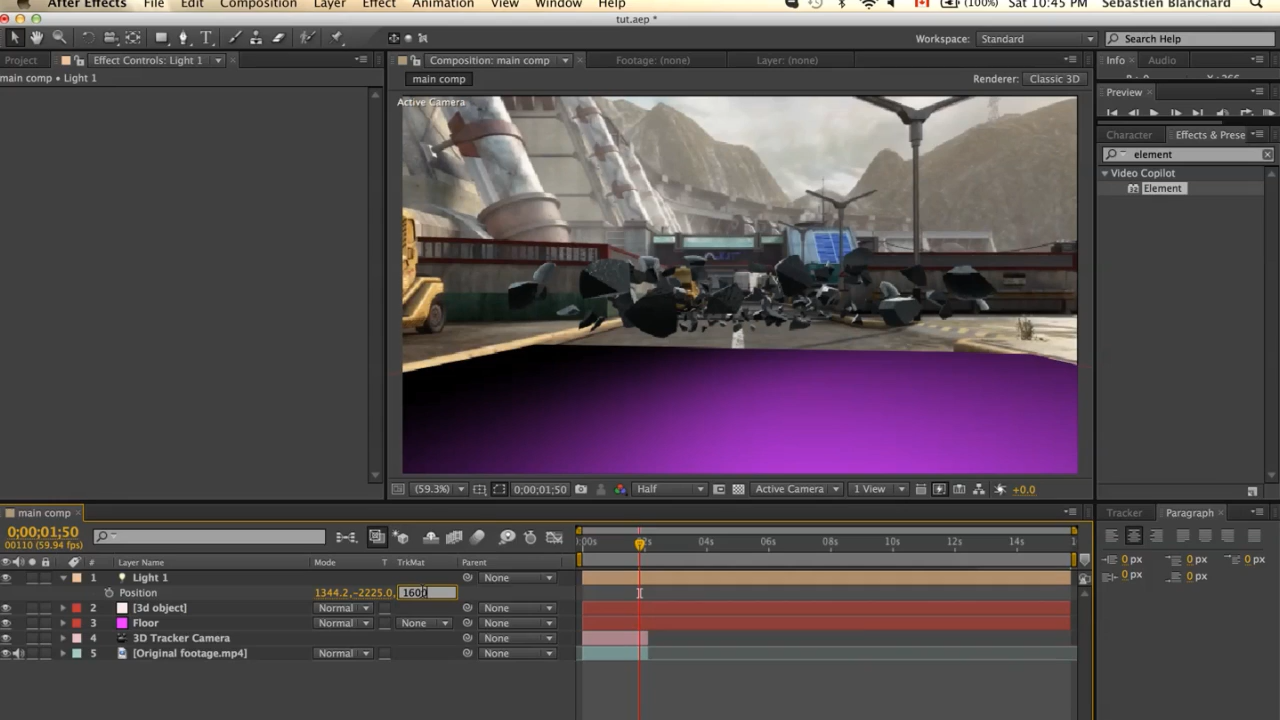 After Effects File Edit Composition Layer Effect Animation View Window Help (100%) Sat 10:45 PM Sebastien Blanchard
tut.aep *
Workspace: Standard Search Help
Project Effect Controls: Light 1 Composition: main comp Footage: (none) Layer: (none) Info Audio
main comp • Light 1
main comp Renderer: Classic 3D
Preview
Active Camera
Character Effects & Prese
element
Video Copilot
Element
(59.3%) 0;00;01;50 Half Active Camera 1 View +0.0
main comp Tracker Paragraph
0;00;01;50
00110 (59.94 fps)
:00s 2s 04s 06s 08s 10s 12s 14s
0 px 0 px 0 px
0 px 0 px
# Layer Name Mode T TrkMat Parent
1 Light 1 None
Position 1344.2,-2225.0, 1600
2 [3d object] Normal None
3 Floor Normal None None
4 3D Tracker Camera None
5 [Original footage.mp4] Normal None